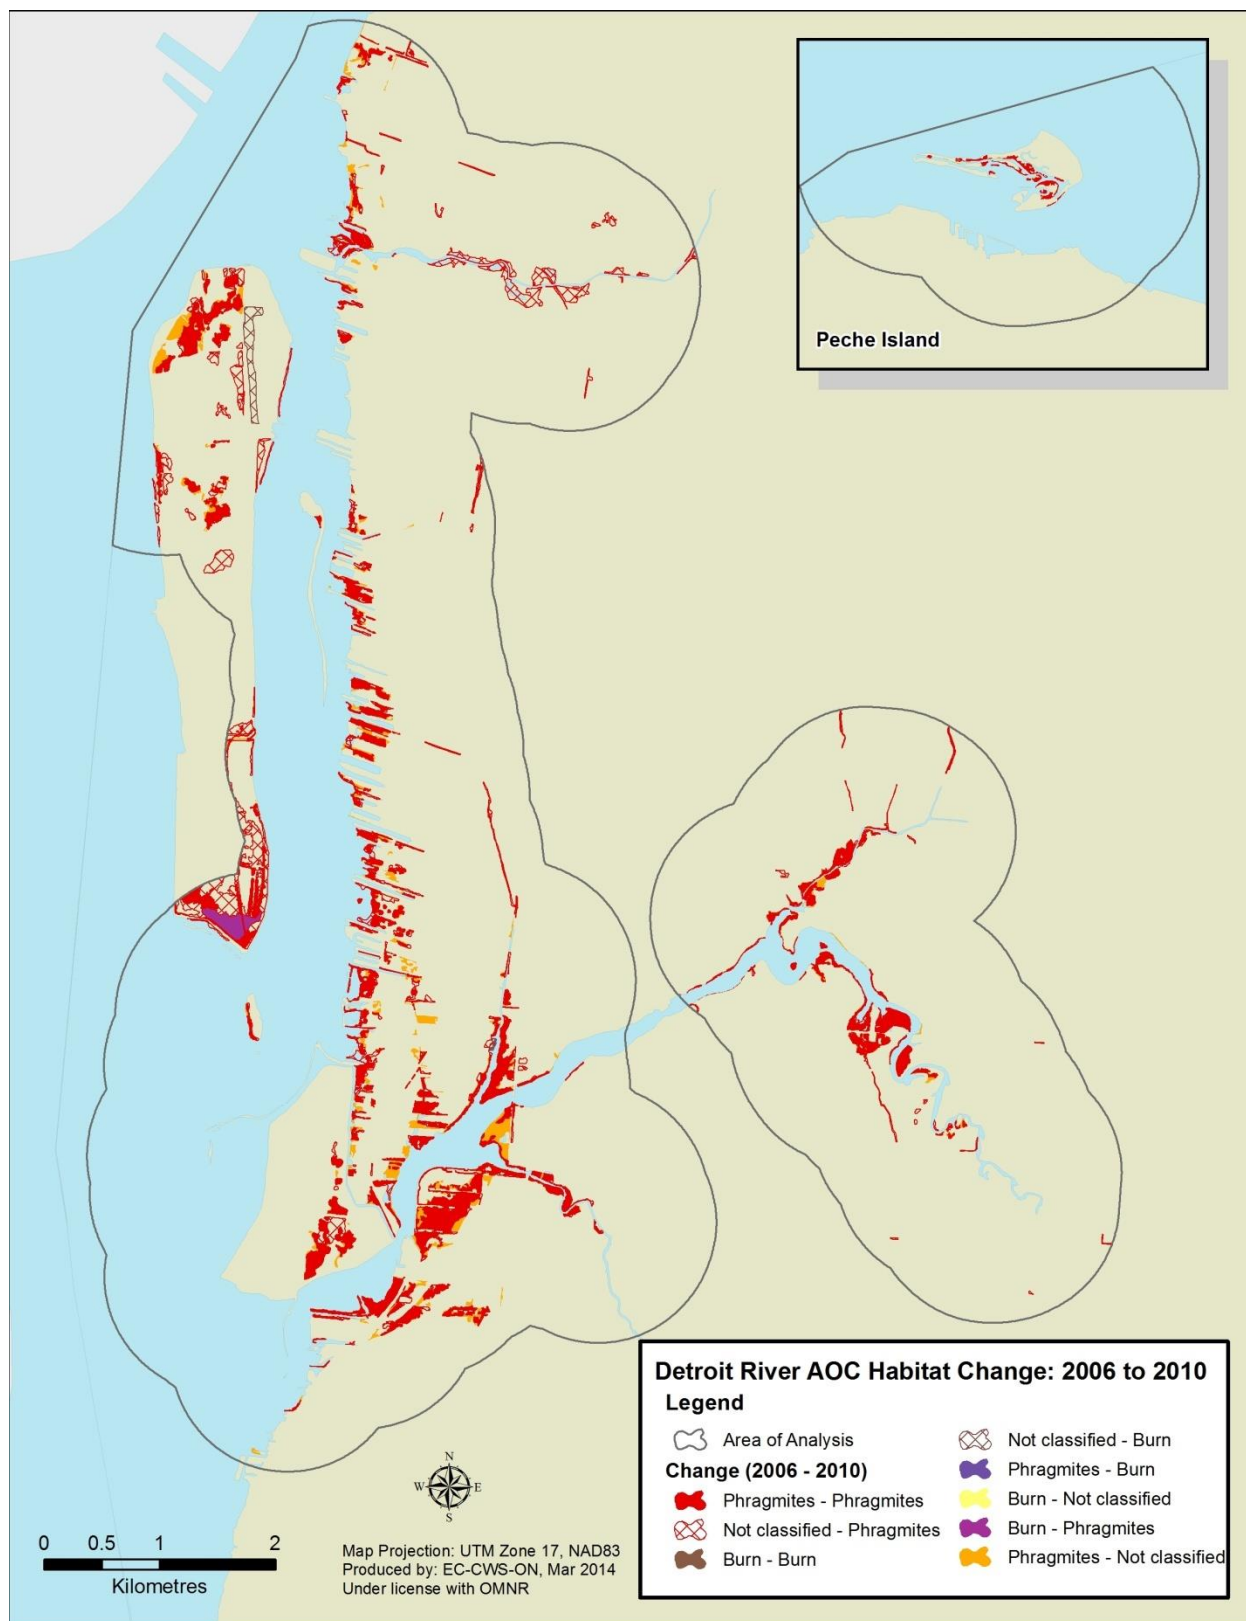 Peche Island
Detroit River AOC Habitat Change: 2006 to 2010
Legend
Area of Analysis
Change (2006 - 2010)
Phragmites - Phragmites
Not classified - Phragmites
Burn - Burn
Not classified - Burn
Phragmites - Burn
Burn - Not classified
Burn - Phragmites
Phragmites - Not classified
N
W E
S
0 0.5 1 2
Kilometres
Map Projection: UTM Zone 17, NAD83
Produced by: EC-CWS-ON, Mar 2014
Under license with OMNR